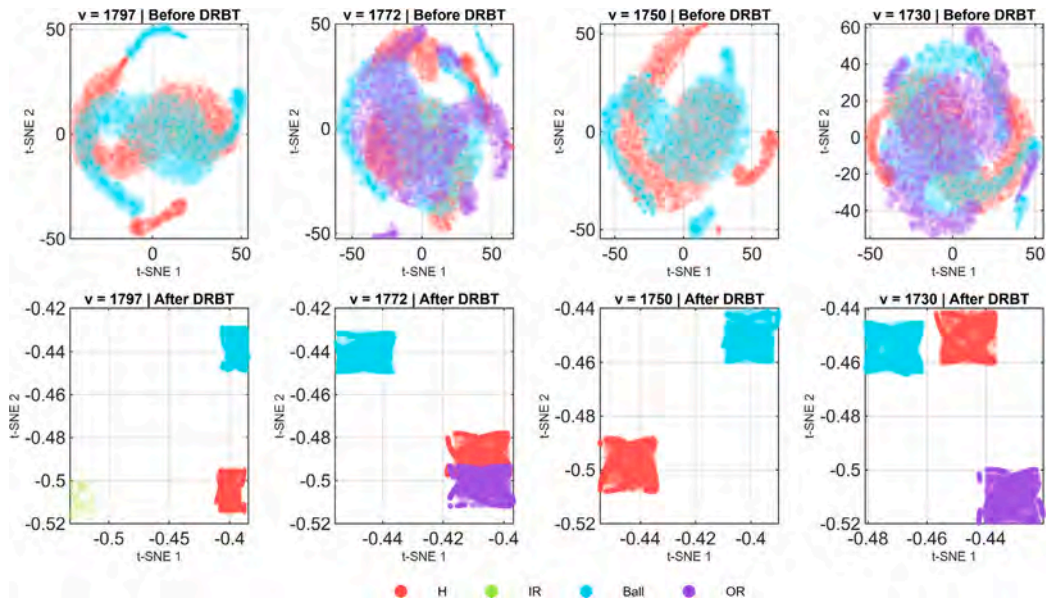 v = 1797 | Before DRBT
v = 1772 | Before DRBT
v = 1750 | Before DRBT
v = 1730 | Before DRBT
t-SNE 2
50
0
-50
0
50
t-SNE 1
t-SNE 2
50
0
-50
-50
0
50
t-SNE 1
t-SNE 2
50
0
-50
-50
0
50
t-SNE 1
t-SNE 2
60
40
20
0
-20
-40
-50
0
50
t-SNE 1
v = 1797 | After DRBT
v = 1772 | After DRBT
v = 1750 | After DRBT
v = 1730 | After DRBT
t-SNE 2
-0.42
-0.44
-0.46
-0.48
-0.5
-0.52
-0.5
-0.45
-0.4
t-SNE 1
t-SNE 2
-0.42
-0.44
-0.46
-0.48
-0.5
-0.52
-0.44
-0.42
-0.4
t-SNE 1
t-SNE 2
-0.44
-0.46
-0.48
-0.5
-0.52
-0.44
-0.42
-0.4
t-SNE 1
t-SNE 2
-0.44
-0.46
-0.48
-0.5
-0.52
-0.48
-0.46
-0.44
t-SNE 1
H IR Ball OR